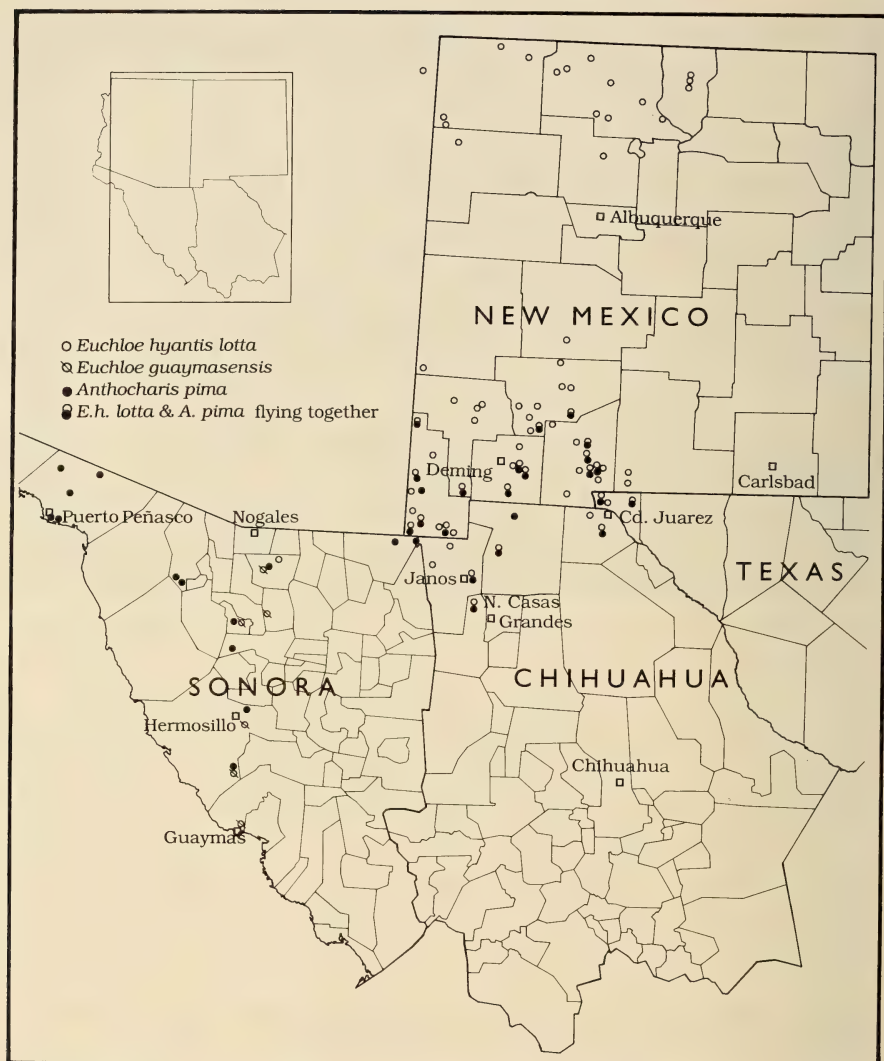 Albuquerque
NEW MEXICO
Euchloe hyantis lotta
Euchloe guaymasensis
Anthocharis pima
E.h. lotta & A. pima flying together
Deming
Carlsbad
Puerto Peñasco
Nogales
Cd. Juarez
Janos
TEXAS
N. Casas
Grandes
SONORA
CHIHUAHUA
Hermosillo
Chihuahua
Guaymas